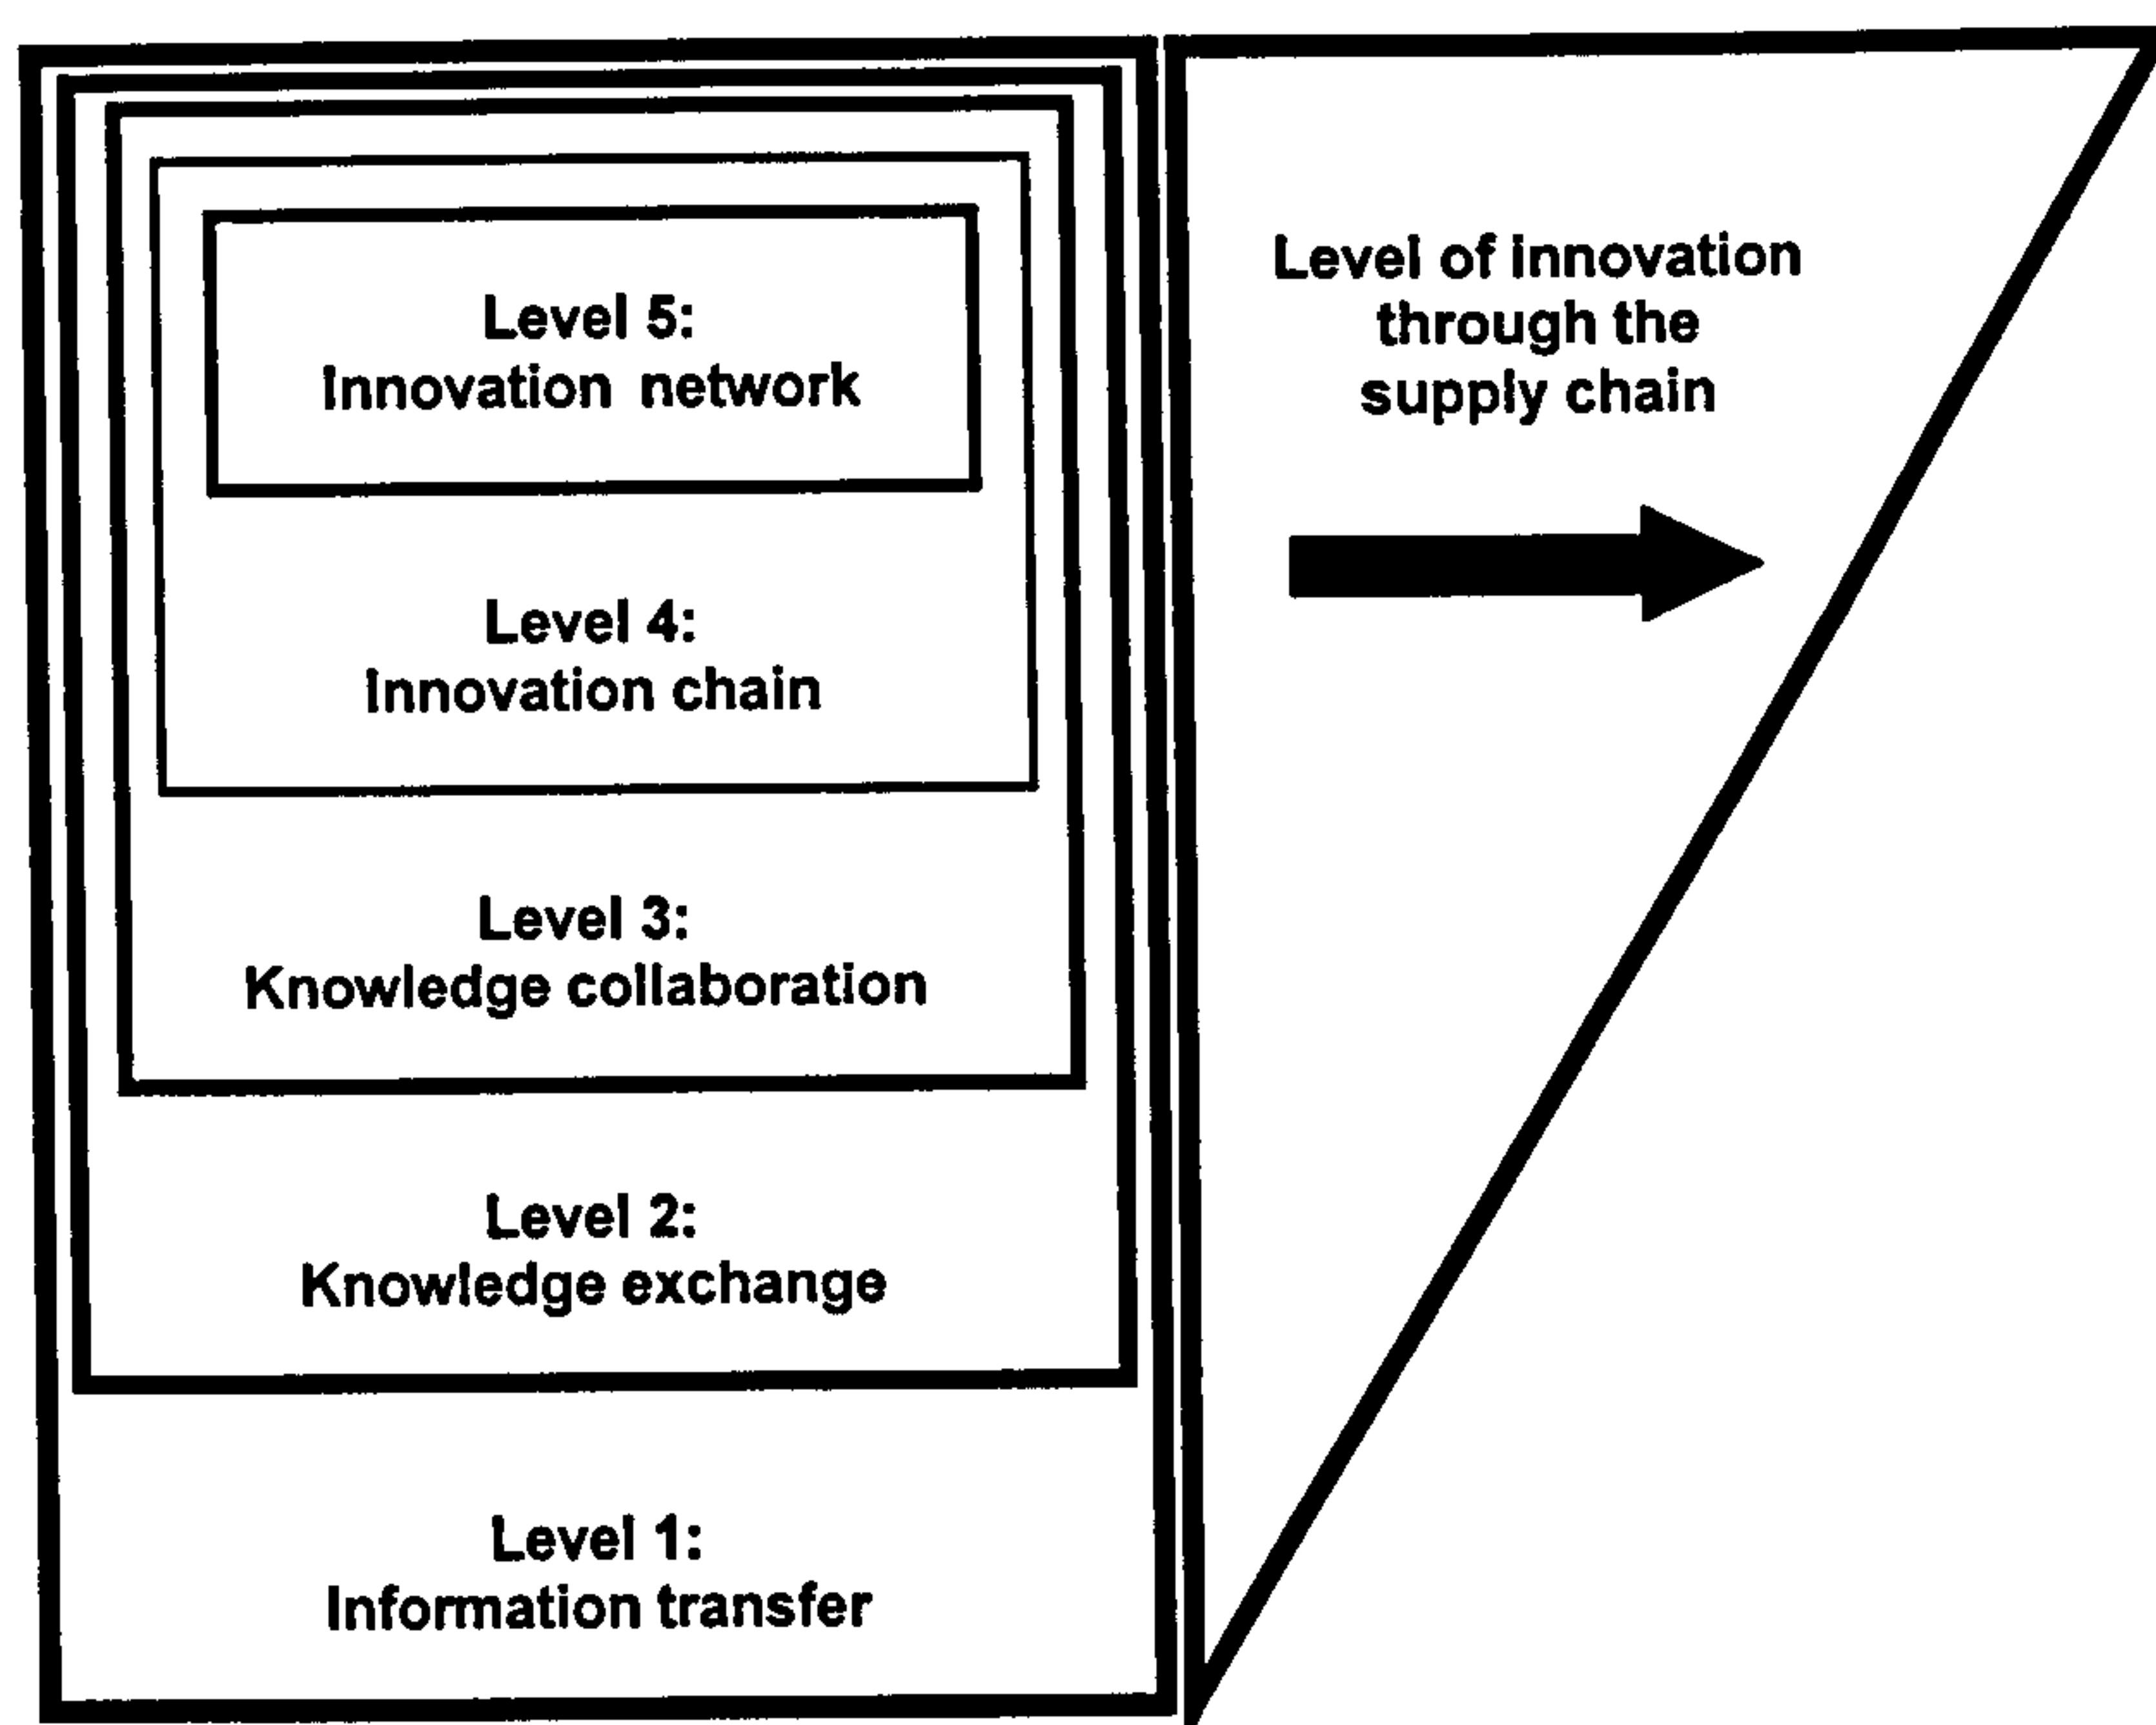 Level 5:
Innovation network
Level 4:
Innovation chain
Level 3:
Knowledge collaboration
Level 2:
Knowledge exchange
Level 1:
Information transfer
Level of innovation
through the
supply chain